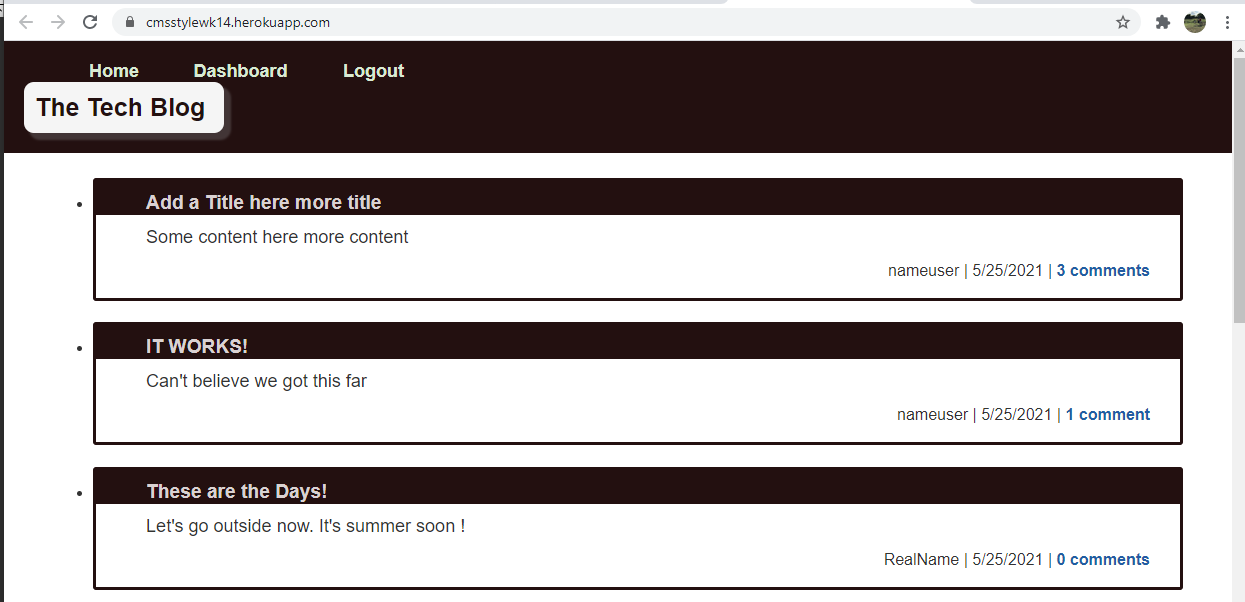 cmsstylewk14.herokuapp.com
Home Dashboard Logout
The Tech Blog
Add a Title here more title
Some content here more content
nameuser | 5/25/2021 | 3 comments
IT WORKS!
Can't believe we got this far
nameuser | 5/25/2021 | 1 comment
These are the Days!
Let's go outside now. It's summer soon !
RealName | 5/25/2021 | 0 comments